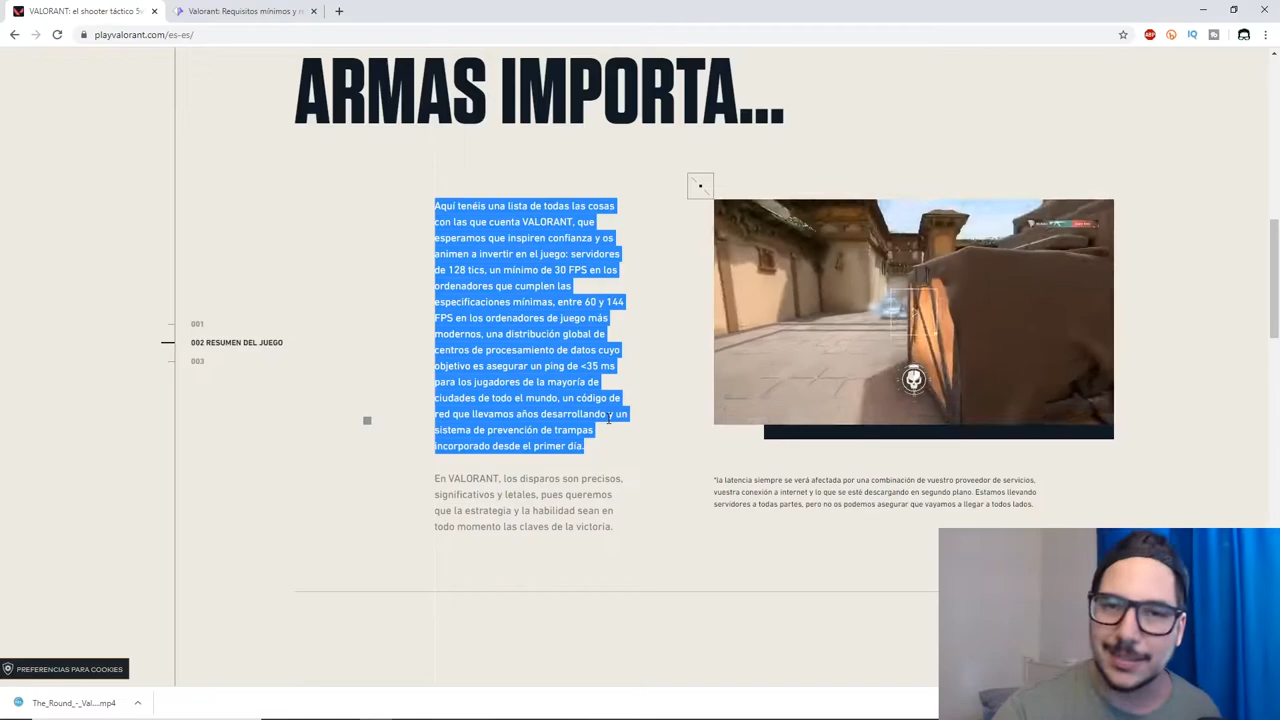 VALORANT: el shooter táctico 5v
Valorant: Requisitos mínimos y r
playvalorant.com/es-es/
ABP
IQ
ARMAS IMPORTA...
Aquí tenéis una lista de todas las cosas
con las que cuenta VALORANT, que
esperamos que inspiren confianza y os
animen a invertir en el juego: servidores
de 128 tics, un mínimo de 30 FPS en los
ordenadores que cumplen las
especificaciones mínimas, entre 60 y 144
FPS en los ordenadores de juego más
modernos, una distribución global de
centros de procesamiento de datos cuyo
objetivo es asegurar un ping de <35 ms
para los jugadores de la mayoría de
ciudades de todo el mundo, un código de
red que llevamos años desarrollando y un
sistema de prevención de trampas
incorporado desde el primer día.
En VALORANT, los disparos son precisos,
significativos y letales, pues queremos
que la estrategia y la habilidad sean en
todo momento las claves de la victoria.
001
002 RESUMEN DEL JUEGO
003
*la latencia siempre se verá afectada por una combinación de vuestro proveedor de servicios,
vuestra conexión a internet y lo que se esté descargando en segundo plano. Estamos llevando
servidores a todas partes, pero no os podemos asegurar que vayamos a llegar a todos lados.
PREFERENCIAS PARA COOKIES
The_Round_-_Val....mp4